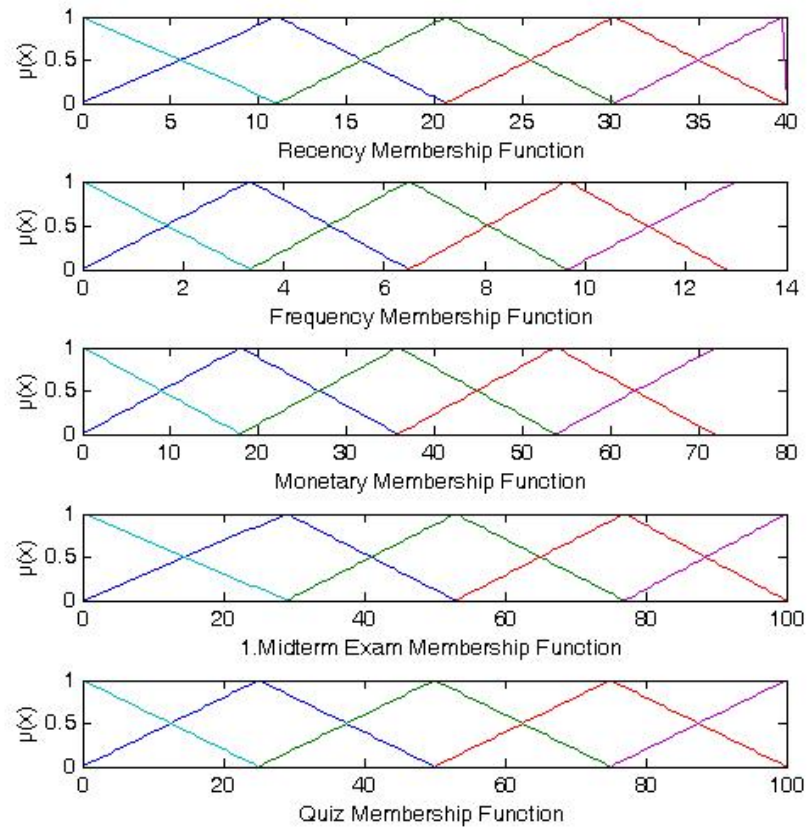 1
0.5
0
μ(x)
0 5 10 15 20 25 30 35 40
Recency Membership Function
1
0.5
0
μ(x)
0 2 4 6 8 10 12 14
Frequency Membership Function
1
0.5
0
μ(x)
0 10 20 30 40 50 60 70 80
Monetary Membership Function
1
0.5
0
μ(x)
0 20 40 60 80 100
1.Midterm Exam Membership Function
1
0.5
0
μ(x)
0 20 40 60 80 100
Quiz Membership Function